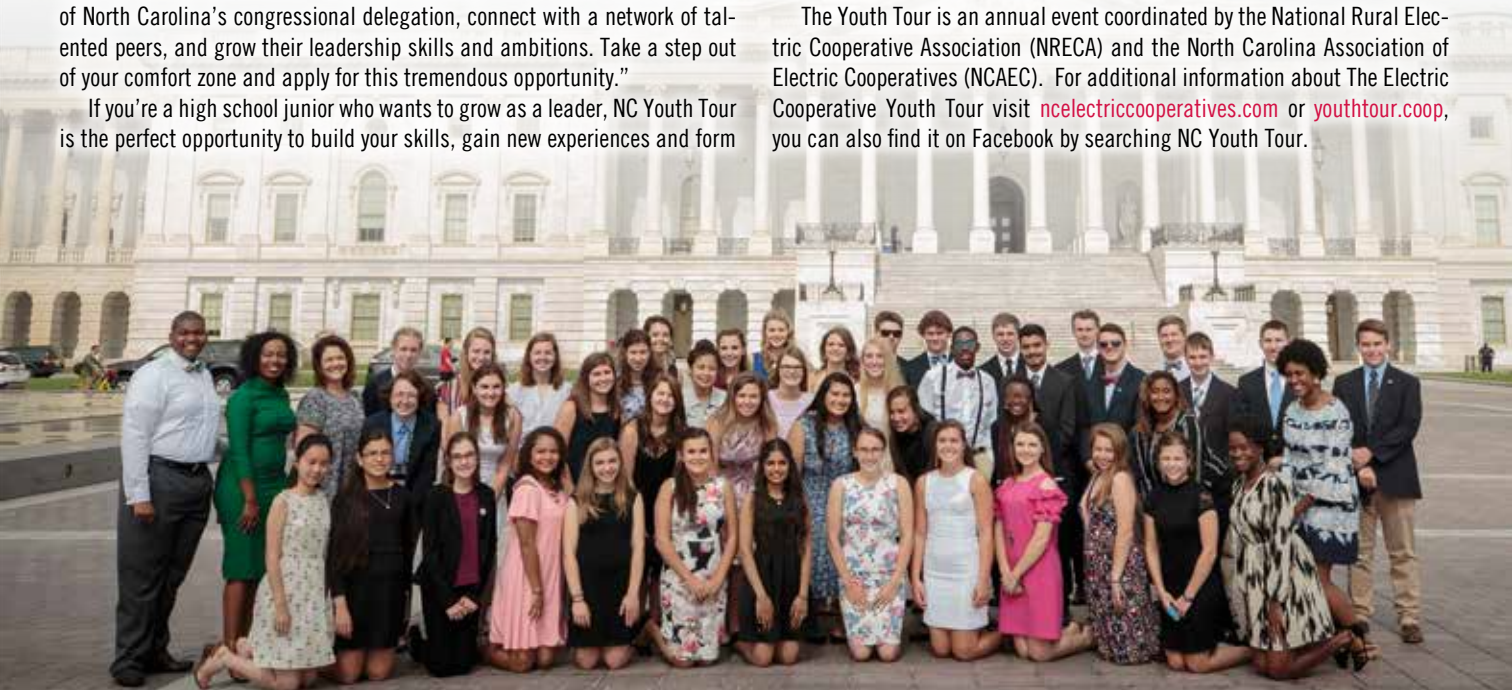 of North Carolina’s congressional delegation, connect with a network of tal-
ented peers, and grow their leadership skills and ambitions. Take a step out
of your comfort zone and apply for this tremendous opportunity.”
If you’re a high school junior who wants to grow as a leader, NC Youth Tour
is the perfect opportunity to build your skills, gain new experiences and form
The Youth Tour is an annual event coordinated by the National Rural Elec-
tric Cooperative Association (NRECA) and the North Carolina Association of
Electric Cooperatives (NCAEC). For additional information about The Electric
Cooperative Youth Tour visit ncelectriccooperatives.com or youthtour.coop,
you can also find it on Facebook by searching NC Youth Tour.